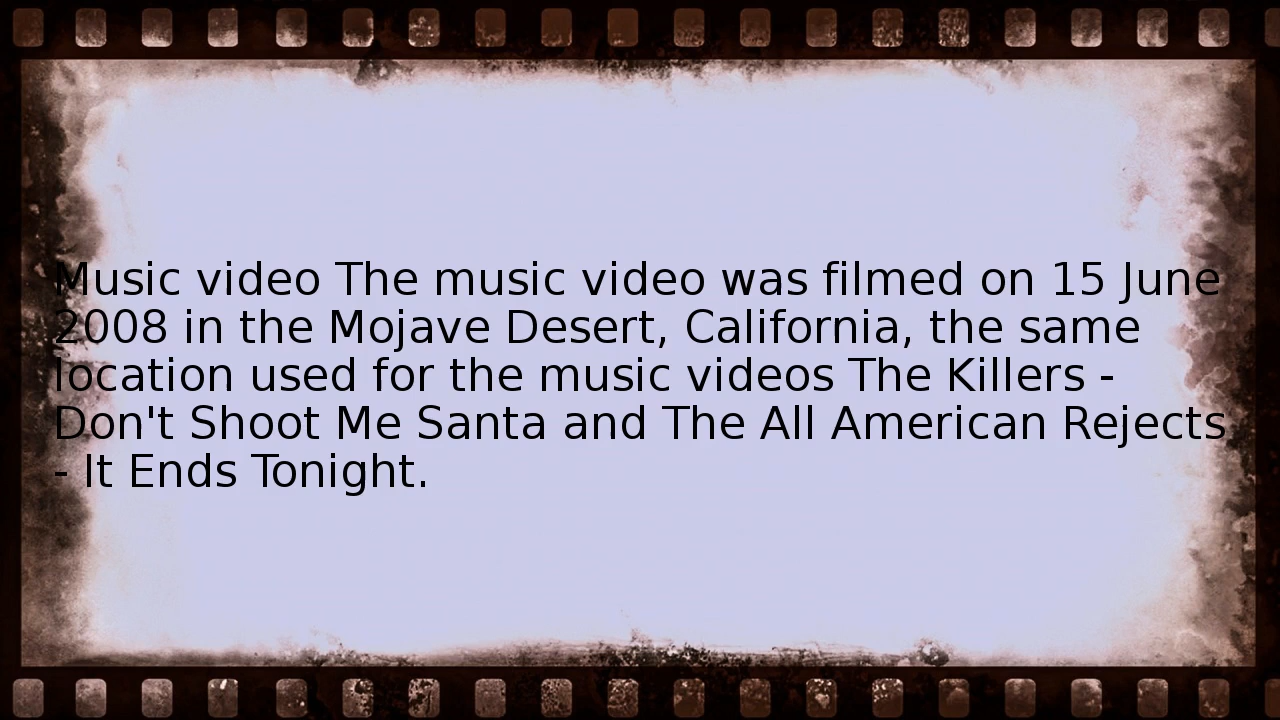 Music video The music video was filmed on 15 June
2008 in the Mojave Desert, California, the same
location used for the music videos The Killers -
Don't Shoot Me Santa and The All American Rejects
- It Ends Tonight.